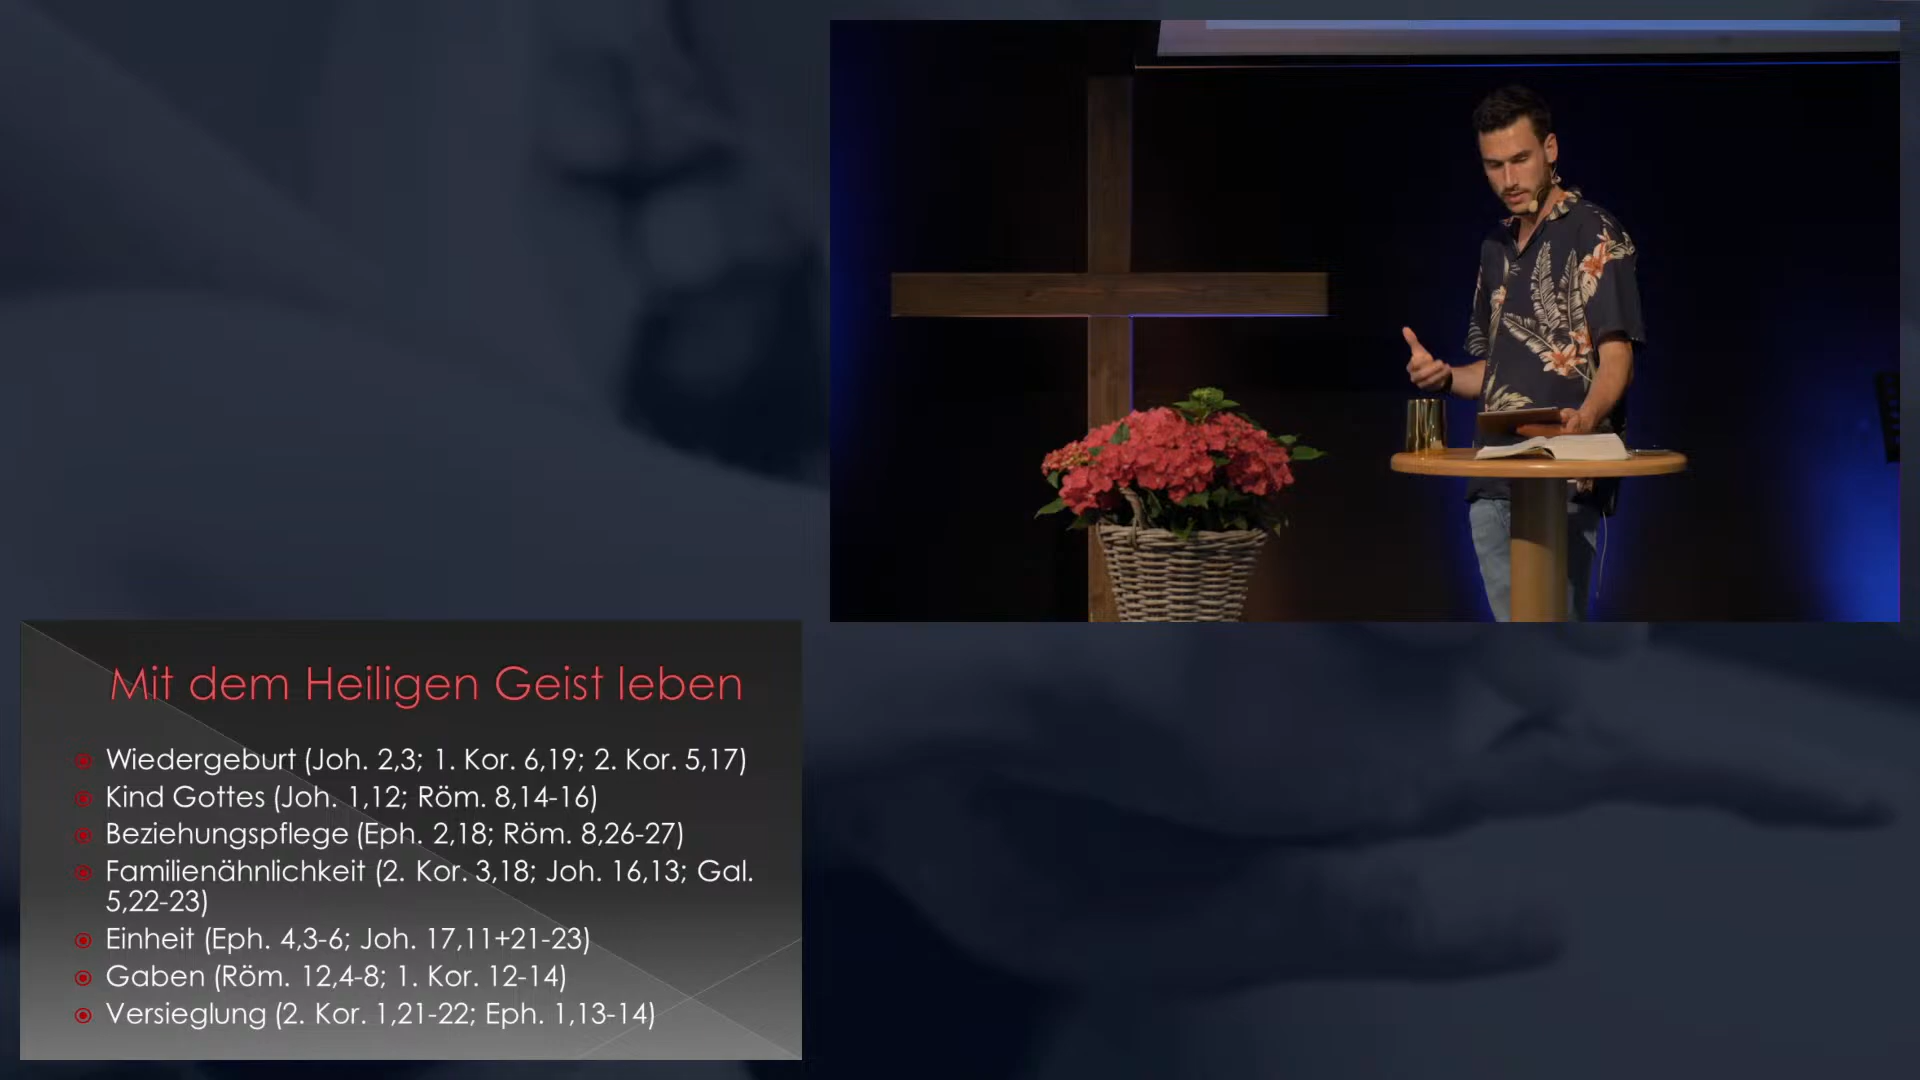 Mit dem Heiligen Geist leben
Wiedergeburt (Joh. 2,3; 1. Kor. 6,19; 2. Kor. 5,17)
Kind Gottes (Joh. 1,12; Röm. 8,14-16)
Beziehungspflege (Eph. 2,18; Röm. 8,26-27)
Familienähnlichkeit (2. Kor. 3,18; Joh. 16,13; Gal.
5,22-23)
Einheit (Eph. 4,3-6; Joh. 17,11+21-23)
Gaben (Röm. 12,4-8; 1. Kor. 12-14)
Versieglung (2. Kor. 1,21-22; Eph. 1,13-14)